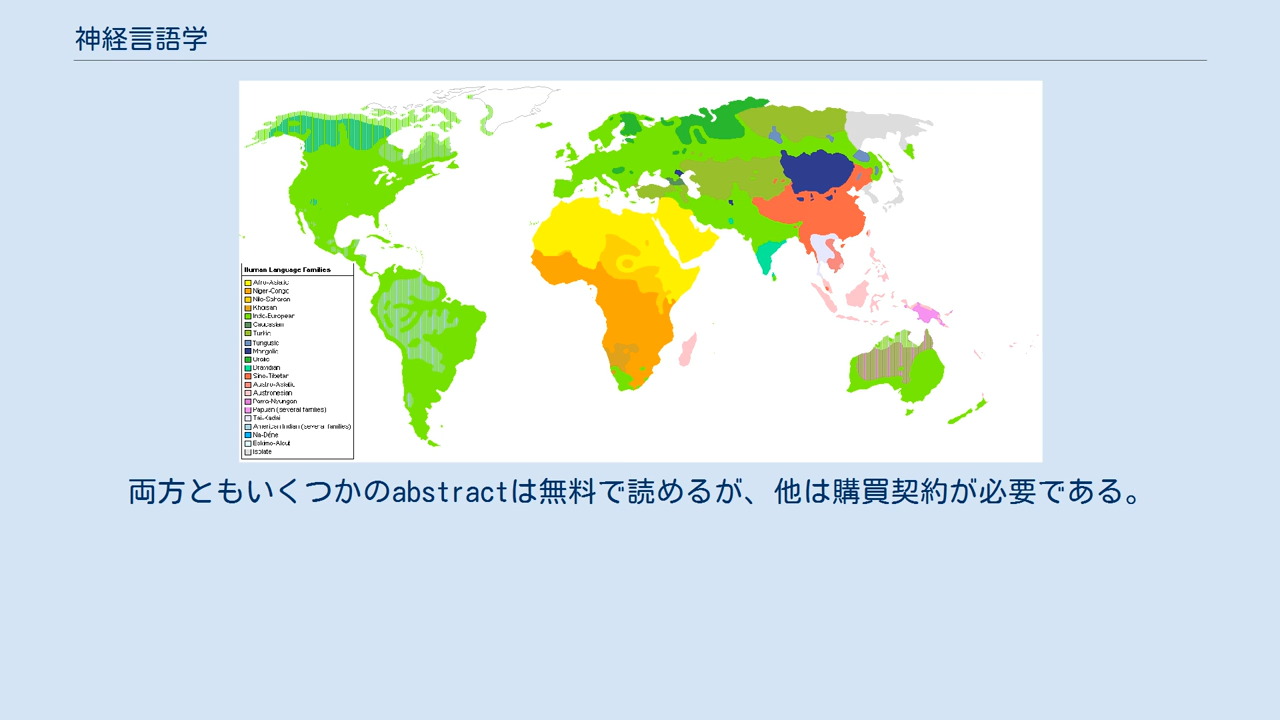 神経言語学
Human Language Families
Afro-Asiatic
Niger-Congo
Nilo-Saharan
Khoisan
Indo-European
Caucasian
Turkic
Tungusic
Mongolic
Uralic
Dravidian
Sino-Tibetan
Austro-Asiatic
Austronesian
Pama-Nyungan
Papuan (several families)
Tai-Kadai
American Indian (several families)
Na-Dené
Eskimo-Aleut
Isolate
両方ともいくつかのabstractは無料で読めるが、他は購買契約が必要である。